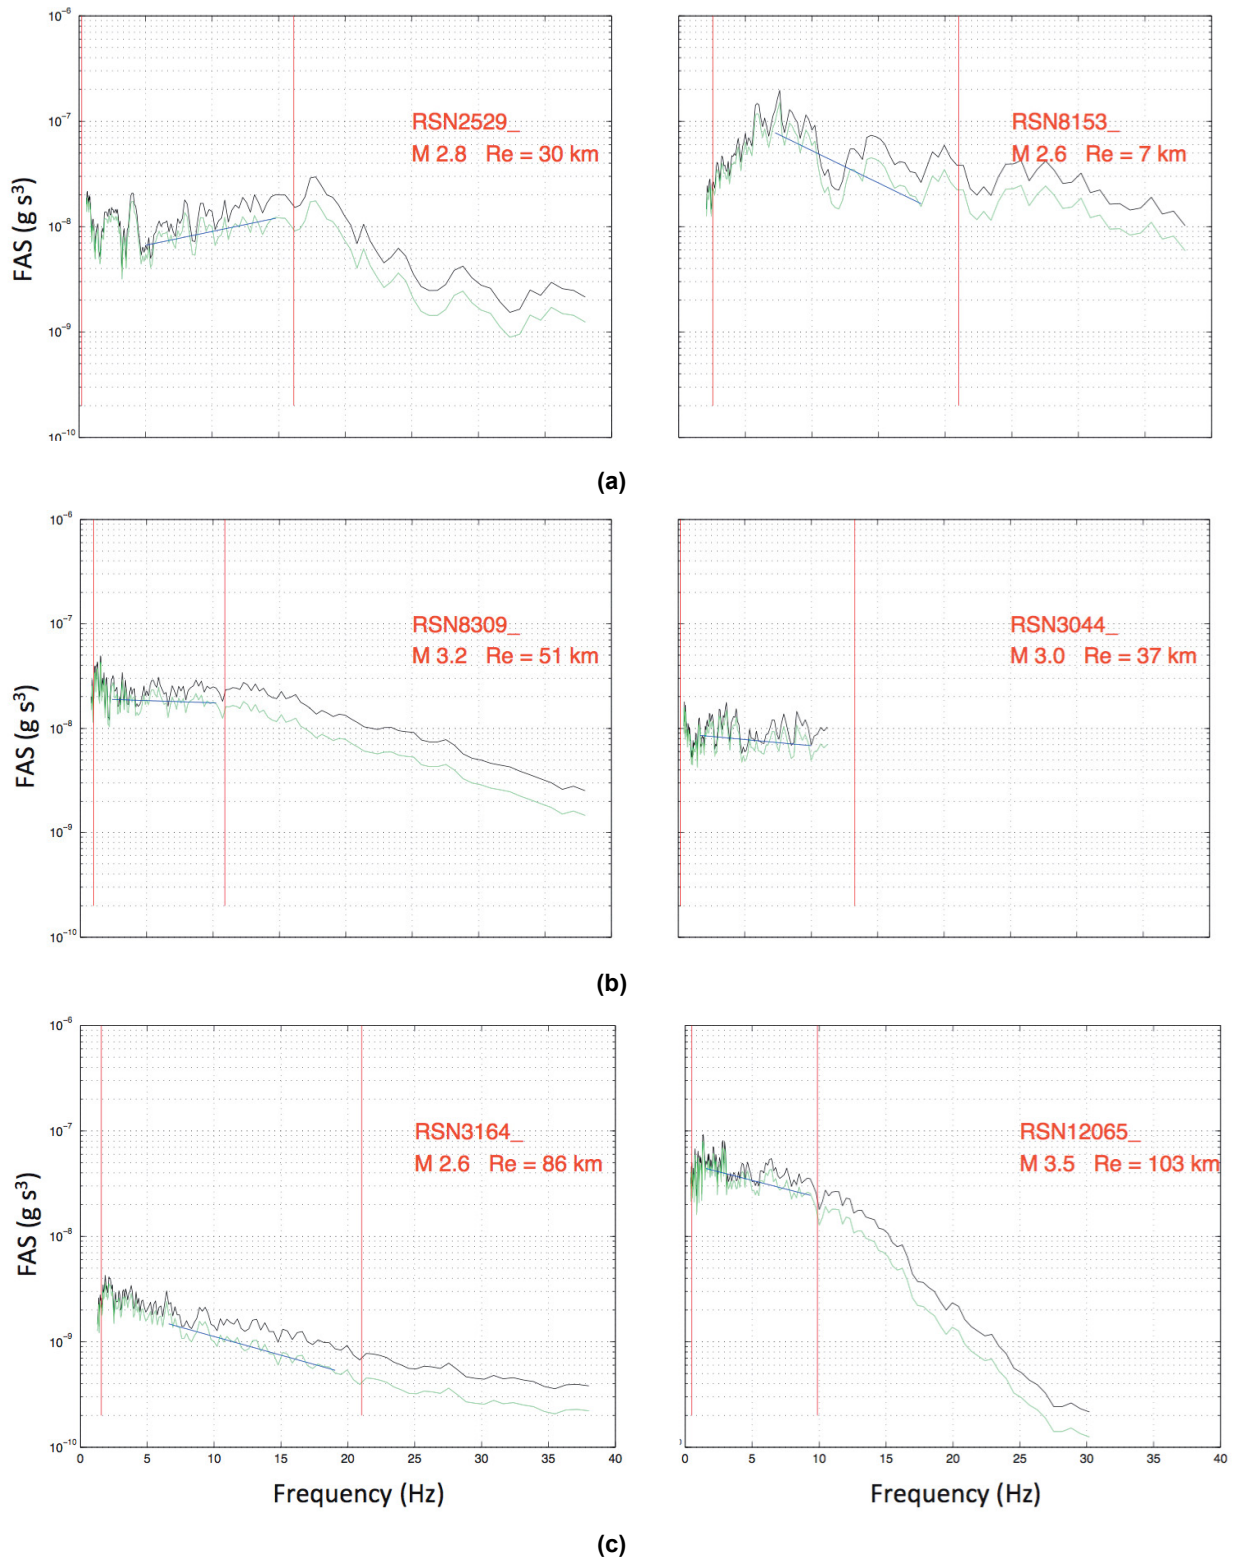 10⁻⁶
10⁻⁷
10⁻⁸
10⁻⁹
10⁻¹⁰
FAS (g s³)
RSN2529_
M 2.8 Re = 30 km
RSN8153_
M 2.6 Re = 7 km
(a)
10⁻⁶
10⁻⁷
10⁻⁸
10⁻⁹
10⁻¹⁰
FAS (g s³)
RSN8309_
M 3.2 Re = 51 km
RSN3044_
M 3.0 Re = 37 km
(b)
10⁻⁶
10⁻⁷
10⁻⁸
10⁻⁹
10⁻¹⁰
FAS (g s³)
RSN3164_
M 2.6 Re = 86 km
0 5 10 15 20 25 30 35 40
Frequency (Hz)
RSN12065_
M 3.5 Re = 103 km
0 5 10 15 20 25 30 35 40
Frequency (Hz)
(c)